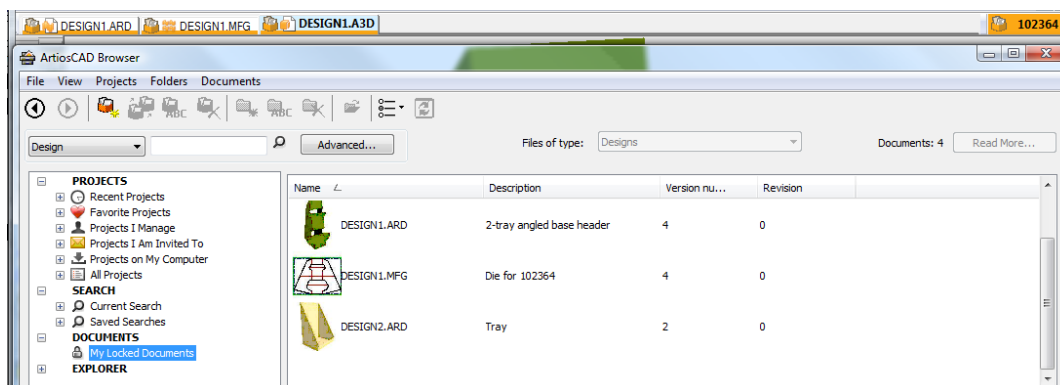 DESIGN1.ARD DESIGN1.MFG DESIGN1.A3D 102364
ArtiosCAD Browser
File View Projects Folders Documents
ABC ABC
Design Advanced... Files of type: Designs Documents: 4 Read More...
PROJECTS
Recent Projects
Favorite Projects
Projects I Manage
Projects I Am Invited To
Projects on My Computer
All Projects
SEARCH
Current Search
Saved Searches
DOCUMENTS
My Locked Documents
EXPLORER
Name Description Version nu... Revision
DESIGN1.ARD 2-tray angled base header 4 0
DESIGN1.MFG Die for 102364 4 0
DESIGN2.ARD Tray 2 0